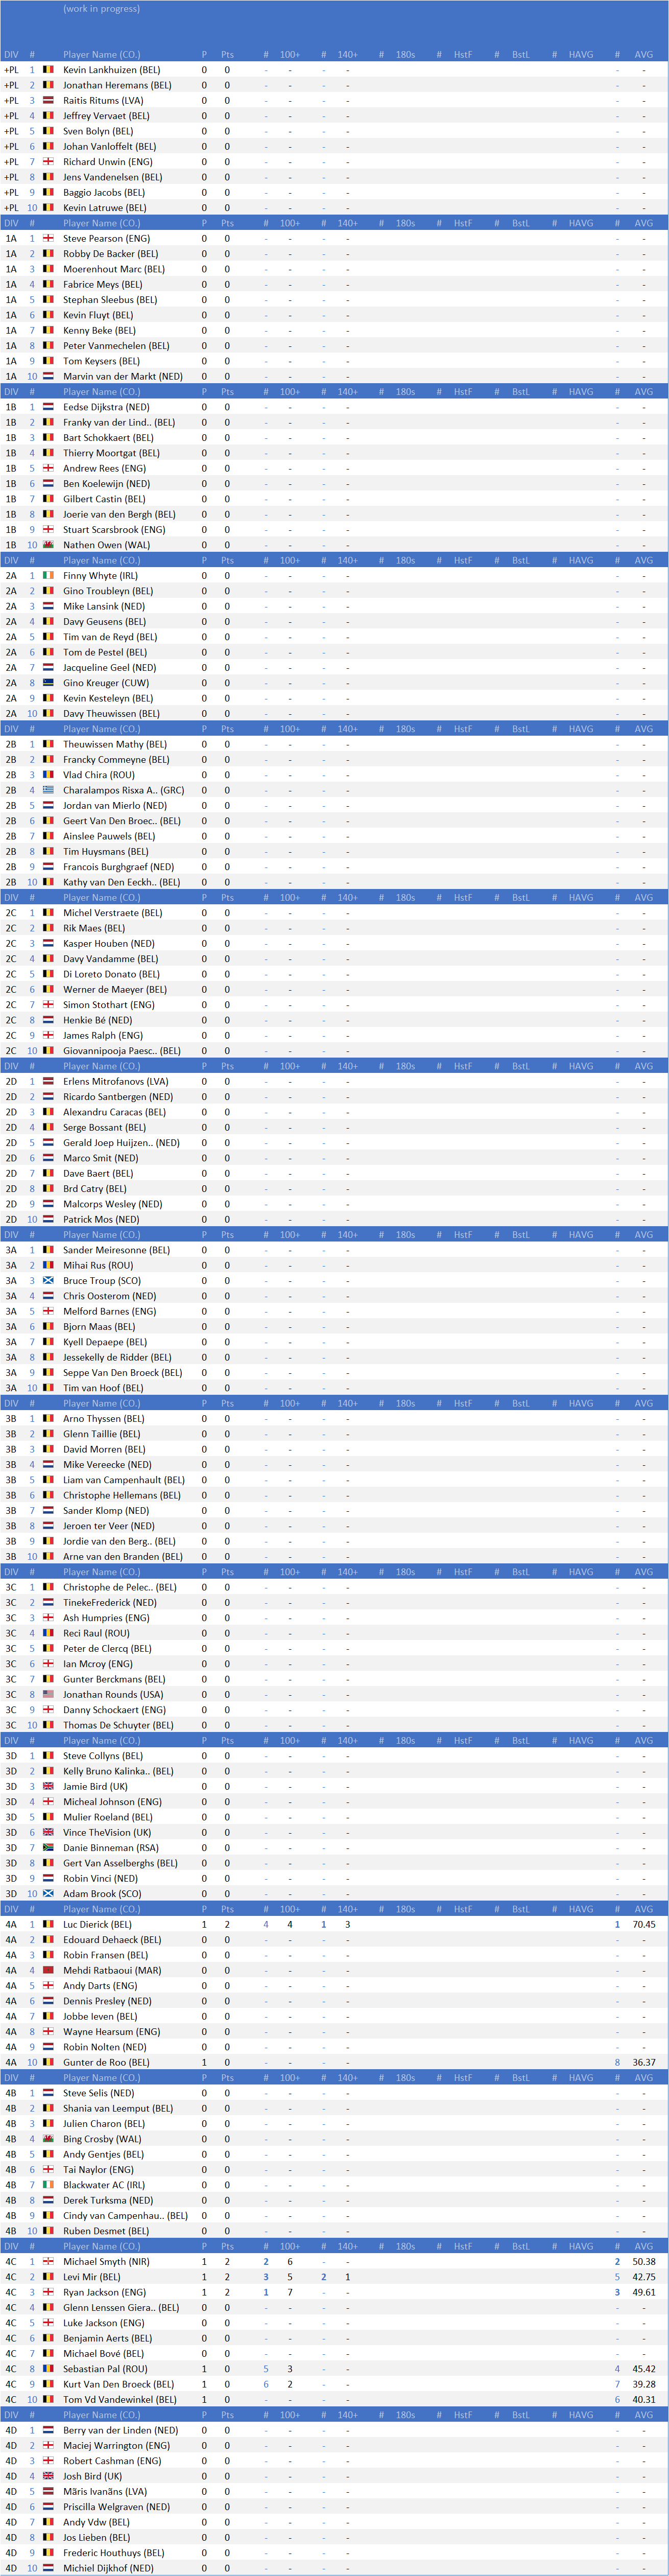 (work in progress)
DIV # Player Name (CO.) P Pts # 100+ # 140+ # 180s # HstF # BstL # HAVG # AVG
+PL 1 Kevin Lankhuizen (BEL) 0 0 - - - - - -
+PL 2 Jonathan Heremans (BEL) 0 0 - - - - - -
+PL 3 Raitis Ritums (LVA) 0 0 - - - - - -
+PL 4 Jeffrey Vervaet (BEL) 0 0 - - - - - -
+PL 5 Sven Bolyn (BEL) 0 0 - - - - - -
+PL 6 Johan Vanloffelt (BEL) 0 0 - - - - - -
+PL 7 Richard Unwin (ENG) 0 0 - - - - - -
+PL 8 Jens Vandenelsen (BEL) 0 0 - - - - - -
+PL 9 Baggio Jacobs (BEL) 0 0 - - - - - -
+PL 10 Kevin Latruwe (BEL) 0 0 - - - - - -
DIV # Player Name (CO.) P Pts # 100+ # 140+ # 180s # HstF # BstL # HAVG # AVG
1A 1 Steve Pearson (ENG) 0 0 - - - - - -
1A 2 Robby De Backer (BEL) 0 0 - - - - - -
1A 3 Moerenhout Marc (BEL) 0 0 - - - - - -
1A 4 Fabrice Meys (BEL) 0 0 - - - - - -
1A 5 Stephan Sleebus (BEL) 0 0 - - - - - -
1A 6 Kevin Fluyt (BEL) 0 0 - - - - - -
1A 7 Kenny Beke (BEL) 0 0 - - - - - -
1A 8 Peter Vanmechelen (BEL) 0 0 - - - - - -
1A 9 Tom Keysers (BEL) 0 0 - - - - - -
1A 10 Marvin van der Markt (NED) 0 0 - - - - - -
DIV # Player Name (CO.) P Pts # 100+ # 140+ # 180s # HstF # BstL # HAVG # AVG
1B 1 Eedse Dijkstra (NED) 0 0 - - - - - -
1B 2 Franky van der Lind.. (BEL) 0 0 - - - - - -
1B 3 Bart Schokkaert (BEL) 0 0 - - - - - -
1B 4 Thierry Moortgat (BEL) 0 0 - - - - - -
1B 5 Andrew Rees (ENG) 0 0 - - - - - -
1B 6 Ben Koelewijn (NED) 0 0 - - - - - -
1B 7 Gilbert Castin (BEL) 0 0 - - - - - -
1B 8 Joerie van den Bergh (BEL) 0 0 - - - - - -
1B 9 Stuart Scarsbrook (ENG) 0 0 - - - - - -
1B 10 Nathen Owen (WAL) 0 0 - - - - - -
DIV # Player Name (CO.) P Pts # 100+ # 140+ # 180s # HstF # BstL # HAVG # AVG
2A 1 Finny Whyte (IRL) 0 0 - - - - - -
2A 2 Gino Troubleyn (BEL) 0 0 - - - - - -
2A 3 Mike Lansink (NED) 0 0 - - - - - -
2A 4 Davy Geusens (BEL) 0 0 - - - - - -
2A 5 Tim van de Reyd (BEL) 0 0 - - - - - -
2A 6 Tom de Pestel (BEL) 0 0 - - - - - -
2A 7 Jacqueline Geel (NED) 0 0 - - - - - -
2A 8 Gino Kreuger (CUW) 0 0 - - - - - -
2A 9 Kevin Kesteleyn (BEL) 0 0 - - - - - -
2A 10 Davy Theuwissen (BEL) 0 0 - - - - - -
DIV # Player Name (CO.) P Pts # 100+ # 140+ # 180s # HstF # BstL # HAVG # AVG
2B 1 Theuwissen Mathy (BEL) 0 0 - - - - - -
2B 2 Francky Commeyne (BEL) 0 0 - - - - - -
2B 3 Vlad Chira (ROU) 0 0 - - - - - -
2B 4 Charalampos Risxa A.. (GRC) 0 0 - - - - - -
2B 5 Jordan van Mierlo (NED) 0 0 - - - - - -
2B 6 Geert Van Den Broec.. (BEL) 0 0 - - - - - -
2B 7 Ainslee Pauwels (BEL) 0 0 - - - - - -
2B 8 Tim Huysmans (BEL) 0 0 - - - - - -
2B 9 Francois Burghgraef (NED) 0 0 - - - - - -
2B 10 Kathy van Den Eeckh.. (BEL) 0 0 - - - - - -
DIV # Player Name (CO.) P Pts # 100+ # 140+ # 180s # HstF # BstL # HAVG # AVG
2C 1 Michel Verstraete (BEL) 0 0 - - - - - -
2C 2 Rik Maes (BEL) 0 0 - - - - - -
2C 3 Kasper Houben (NED) 0 0 - - - - - -
2C 4 Davy Vandamme (BEL) 0 0 - - - - - -
2C 5 Di Loreto Donato (BEL) 0 0 - - - - - -
2C 6 Werner de Maeyer (BEL) 0 0 - - - - - -
2C 7 Simon Stothart (ENG) 0 0 - - - - - -
2C 8 Henkie Bé (NED) 0 0 - - - - - -
2C 9 James Ralph (ENG) 0 0 - - - - - -
2C 10 Giovannipooja Paesc.. (BEL) 0 0 - - - - - -
DIV # Player Name (CO.) P Pts # 100+ # 140+ # 180s # HstF # BstL # HAVG # AVG
2D 1 Erlens Mitrofanovs (LVA) 0 0 - - - - - -
2D 2 Ricardo Santbergen (NED) 0 0 - - - - - -
2D 3 Alexandru Caracas (BEL) 0 0 - - - - - -
2D 4 Serge Bossant (BEL) 0 0 - - - - - -
2D 5 Gerald Joep Huijzen.. (NED) 0 0 - - - - - -
2D 6 Marco Smit (NED) 0 0 - - - - - -
2D 7 Dave Baert (BEL) 0 0 - - - - - -
2D 8 Brd Catry (BEL) 0 0 - - - - - -
2D 9 Malcorps Wesley (NED) 0 0 - - - - - -
2D 10 Patrick Mos (NED) 0 0 - - - - - -
DIV # Player Name (CO.) P Pts # 100+ # 140+ # 180s # HstF # BstL # HAVG # AVG
3A 1 Sander Meiresonne (BEL) 0 0 - - - - - -
3A 2 Mihai Rus (ROU) 0 0 - - - - - -
3A 3 Bruce Troup (SCO) 0 0 - - - - - -
3A 4 Chris Oosterom (NED) 0 0 - - - - - -
3A 5 Melford Barnes (ENG) 0 0 - - - - - -
3A 6 Bjorn Maas (BEL) 0 0 - - - - - -
3A 7 Kyell Depaepe (BEL) 0 0 - - - - - -
3A 8 Jessekelly de Ridder (BEL) 0 0 - - - - - -
3A 9 Seppe Van Den Broeck (BEL) 0 0 - - - - - -
3A 10 Tim van Hoof (BEL) 0 0 - - - - - -
DIV # Player Name (CO.) P Pts # 100+ # 140+ # 180s # HstF # BstL # HAVG # AVG
3B 1 Arno Thyssen (BEL) 0 0 - - - - - -
3B 2 Glenn Taillie (BEL) 0 0 - - - - - -
3B 3 David Morren (BEL) 0 0 - - - - - -
3B 4 Mike Vereecke (NED) 0 0 - - - - - -
3B 5 Liam van Campenhault (BEL) 0 0 - - - - - -
3B 6 Christophe Hellemans (BEL) 0 0 - - - - - -
3B 7 Sander Klomp (NED) 0 0 - - - - - -
3B 8 Jeroen ter Veer (NED) 0 0 - - - - - -
3B 9 Jordie van den Berg.. (BEL) 0 0 - - - - - -
3B 10 Arne van den Branden (BEL) 0 0 - - - - - -
DIV # Player Name (CO.) P Pts # 100+ # 140+ # 180s # HstF # BstL # HAVG # AVG
3C 1 Christophe de Pelec.. (BEL) 0 0 - - - - - -
3C 2 TinekeFrederick (NED) 0 0 - - - - - -
3C 3 Ash Humpries (ENG) 0 0 - - - - - -
3C 4 Reci Raul (ROU) 0 0 - - - - - -
3C 5 Peter de Clercq (BEL) 0 0 - - - - - -
3C 6 Ian Mcroy (ENG) 0 0 - - - - - -
3C 7 Gunter Berckmans (BEL) 0 0 - - - - - -
3C 8 Jonathan Rounds (USA) 0 0 - - - - - -
3C 9 Danny Schockaert (ENG) 0 0 - - - - - -
3C 10 Thomas De Schuyter (BEL) 0 0 - - - - - -
DIV # Player Name (CO.) P Pts # 100+ # 140+ # 180s # HstF # BstL # HAVG # AVG
3D 1 Steve Collyns (BEL) 0 0 - - - - - -
3D 2 Kelly Bruno Kalinka.. (BEL) 0 0 - - - - - -
3D 3 Jamie Bird (UK) 0 0 - - - - - -
3D 4 Micheal Johnson (ENG) 0 0 - - - - - -
3D 5 Mulier Roeland (BEL) 0 0 - - - - - -
3D 6 Vince TheVision (UK) 0 0 - - - - - -
3D 7 Danie Binneman (RSA) 0 0 - - - - - -
3D 8 Gert Van Asselberghs (BEL) 0 0 - - - - - -
3D 9 Robin Vinci (NED) 0 0 - - - - - -
3D 10 Adam Brook (SCO) 0 0 - - - - - -
DIV # Player Name (CO.) P Pts # 100+ # 140+ # 180s # HstF # BstL # HAVG # AVG
4A 1 Luc Dierick (BEL) 1 2 4 4 1 3 1 70.45
4A 2 Edouard Dehaeck (BEL) 0 0 - - - - - -
4A 3 Robin Fransen (BEL) 0 0 - - - - - -
4A 4 Mehdi Ratbaoui (MAR) 0 0 - - - - - -
4A 5 Andy Darts (ENG) 0 0 - - - - - -
4A 6 Dennis Presley (NED) 0 0 - - - - - -
4A 7 Jobbe Ieven (BEL) 0 0 - - - - - -
4A 8 Wayne Hearsum (ENG) 0 0 - - - - - -
4A 9 Robin Nolten (NED) 0 0 - - - - - -
4A 10 Gunter de Roo (BEL) 1 0 - - - - 8 36.37
DIV # Player Name (CO.) P Pts # 100+ # 140+ # 180s # HstF # BstL # HAVG # AVG
4B 1 Steve Selis (NED) 0 0 - - - - - -
4B 2 Shania van Leemput (BEL) 0 0 - - - - - -
4B 3 Julien Charon (BEL) 0 0 - - - - - -
4B 4 Bing Crosby (WAL) 0 0 - - - - - -
4B 5 Andy Gentjes (BEL) 0 0 - - - - - -
4B 6 Tai Naylor (ENG) 0 0 - - - - - -
4B 7 Blackwater AC (IRL) 0 0 - - - - - -
4B 8 Derek Turksma (NED) 0 0 - - - - - -
4B 9 Cindy van Campenhau.. (BEL) 0 0 - - - - - -
4B 10 Ruben Desmet (BEL) 0 0 - - - - - -
DIV # Player Name (CO.) P Pts # 100+ # 140+ # 180s # HstF # BstL # HAVG # AVG
4C 1 Michael Smyth (NIR) 1 2 2 6 - - 2 50.38
4C 2 Levi Mir (BEL) 1 2 3 5 2 1 5 42.75
4C 3 Ryan Jackson (ENG) 1 2 1 7 - - 3 49.61
4C 4 Glenn Lenssen Giera.. (BEL) 0 0 - - - - - -
4C 5 Luke Jackson (ENG) 0 0 - - - - - -
4C 6 Benjamin Aerts (BEL) 0 0 - - - - - -
4C 7 Michael Bové (BEL) 0 0 - - - - - -
4C 8 Sebastian Pal (ROU) 1 0 5 3 - - 4 45.42
4C 9 Kurt Van Den Broeck (BEL) 1 0 6 2 - - 7 39.28
4C 10 Tom Vd Vandewinkel (BEL) 1 0 - - - - 6 40.31
DIV # Player Name (CO.) P Pts # 100+ # 140+ # 180s # HstF # BstL # HAVG # AVG
4D 1 Berry van der Linden (NED) 0 0 - - - - - -
4D 2 Maciej Warrington (ENG) 0 0 - - - - - -
4D 3 Robert Cashman (ENG) 0 0 - - - - - -
4D 4 Josh Bird (UK) 0 0 - - - - - -
4D 5 Māris Ivanāns (LVA) 0 0 - - - - - -
4D 6 Priscilla Welgraven (NED) 0 0 - - - - - -
4D 7 Andy Vdw (BEL) 0 0 - - - - - -
4D 8 Jos Lieben (BEL) 0 0 - - - - - -
4D 9 Frederic Houthuys (BEL) 0 0 - - - - - -
4D 10 Michiel Dijkhof (NED) 0 0 - - - - - -